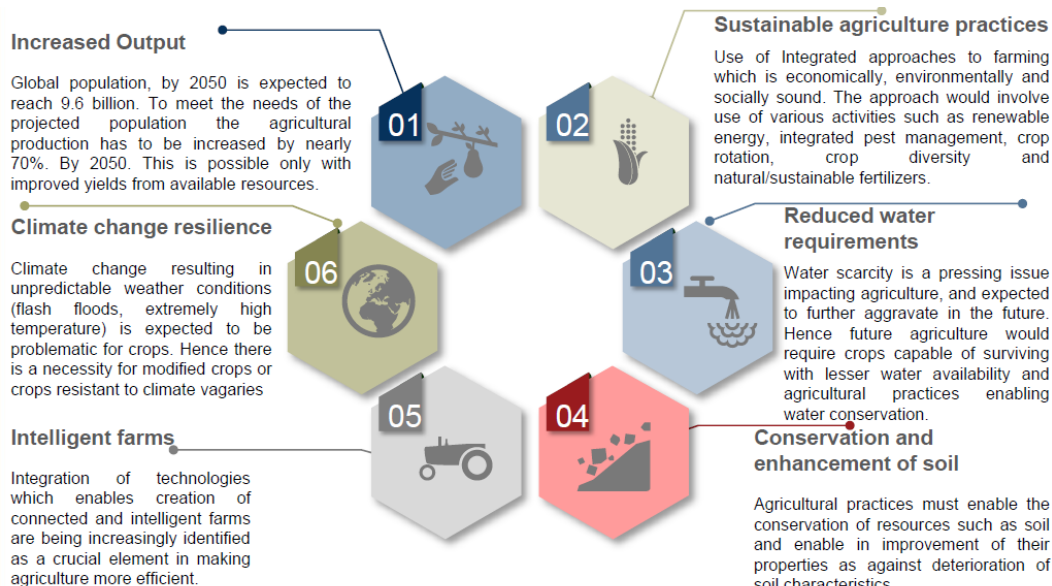 Increased Output
Global population, by 2050 is expected to
reach 9.6 billion. To meet the needs of the
projected population the agricultural
production has to be increased by nearly
70%. By 2050. This is possible only with
improved yields from available resources.
01
02
Sustainable agriculture practices
Use of Integrated approaches to farming
which is economically, environmentally and
socially sound. The approach would involve
use of various activities such as renewable
energy, integrated pest management, crop
rotation, crop diversity and
natural/sustainable fertilizers.
03
Reduced water
requirements
Water scarcity is a pressing issue
impacting agriculture, and expected
to further aggravate in the future.
Hence future agriculture would
require crops capable of surviving
with lesser water availability and
agricultural practices enabling
water conservation.
04
Conservation and
enhancement of soil
Agricultural practices must enable the
conservation of resources such as soil
and enable in improvement of their
properties as against deterioration of
soil characteristics
05
Intelligent farms
Integration of technologies
which enables creation of
connected and intelligent farms
are being increasingly identified
as a crucial element in making
agriculture more efficient.
06
Climate change resilience
Climate change resulting in
unpredictable weather conditions
(flash floods, extremely high
temperature) is expected to be
problematic for crops. Hence there
is a necessity for modified crops or
crops resistant to climate vagaries